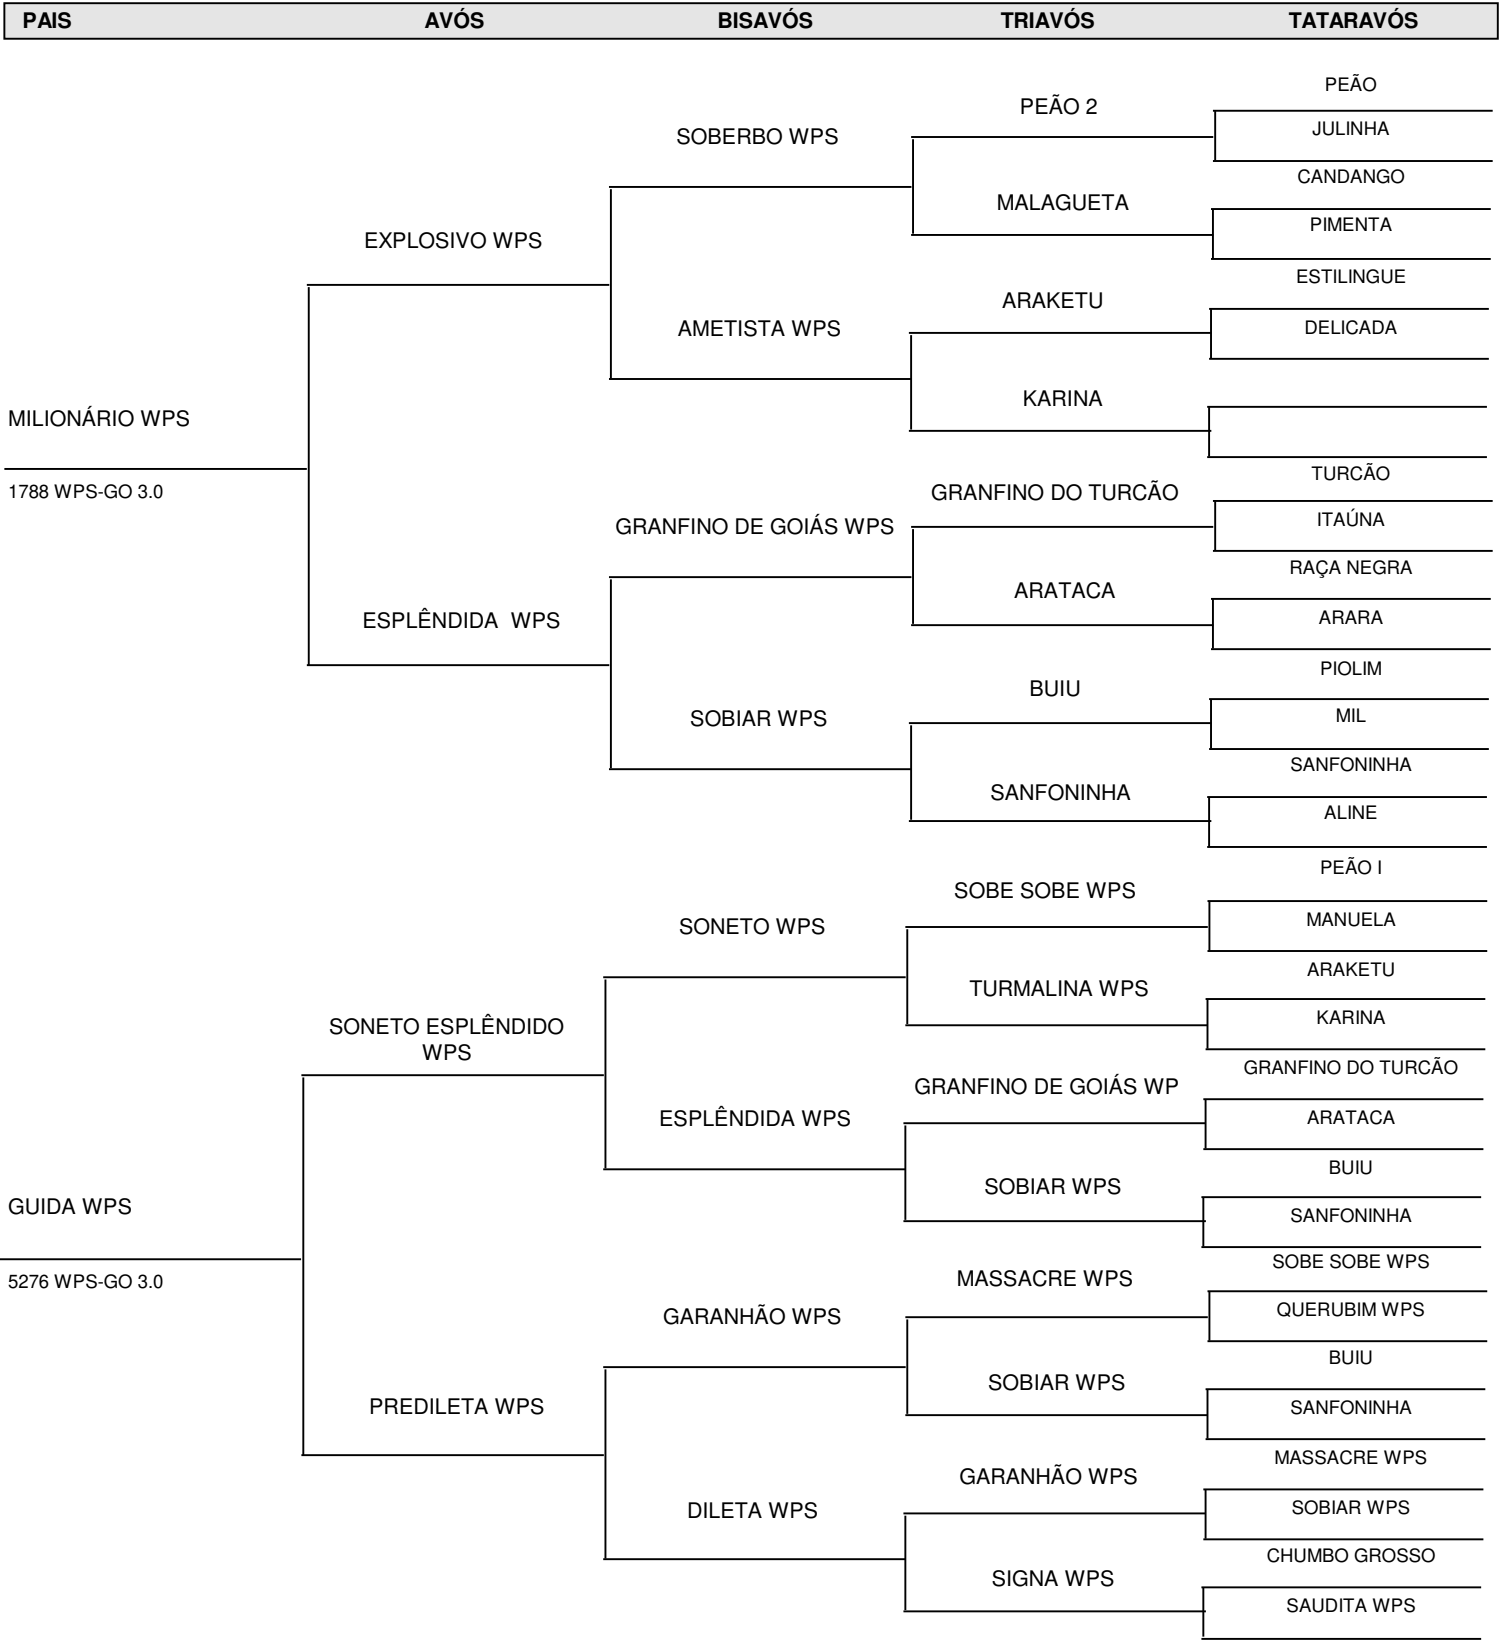 PAIS AVÓS BISAVÓS TRIAVÓS TATARAVÓS
PEÃO
PEÃO 2
JULINHA
SOBERBO WPS
CANDANGO
MALAGUETA
PIMENTA
EXPLOSIVO WPS
ESTILINGUE
ARAKETU
DELICADA
AMETISTA WPS
KARINA
MILIONÁRIO WPS
1788 WPS-GO 3.0
TURCÃO
GRANFINO DO TURCÃO
ITAÚNA
GRANFINO DE GOIÁS WPS
RAÇA NEGRA
ARATACA
ARARA
ESPLÊNDIDA WPS
PIOLIM
BUIU
MIL
SOBIAR WPS
SANFONINHA
SANFONINHA
ALINE
PEÃO I
SOBE SOBE WPS
MANUELA
SONETO WPS
ARAKETU
TURMALINA WPS
KARINA
SONETO ESPLÊNDIDO
WPS
GRANFINO DO TURCÃO
GRANFINO DE GOIÁS WP
ARATACA
ESPLÊNDIDA WPS
BUIU
SOBIAR WPS
SANFONINHA
GUIDA WPS
5276 WPS-GO 3.0
SOBE SOBE WPS
MASSACRE WPS
QUERUBIM WPS
GARANHÃO WPS
BUIU
SOBIAR WPS
SANFONINHA
PREDILETA WPS
MASSACRE WPS
GARANHÃO WPS
SOBIAR WPS
DILETA WPS
CHUMBO GROSSO
SIGNA WPS
SAUDITA WPS